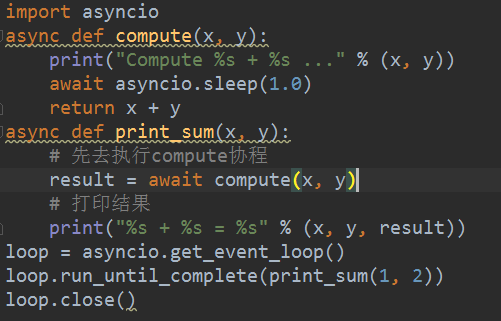 import asyncio
async def compute(x, y):
    print("Compute %s + %s ..." % (x, y))
    await asyncio.sleep(1.0)
    return x + y
async def print_sum(x, y):
    # 先去执行compute协程
    result = await compute(x, y)
    # 打印结果
    print("%s + %s = %s" % (x, y, result))
loop = asyncio.get_event_loop()
loop.run_until_complete(print_sum(1, 2))
loop.close()